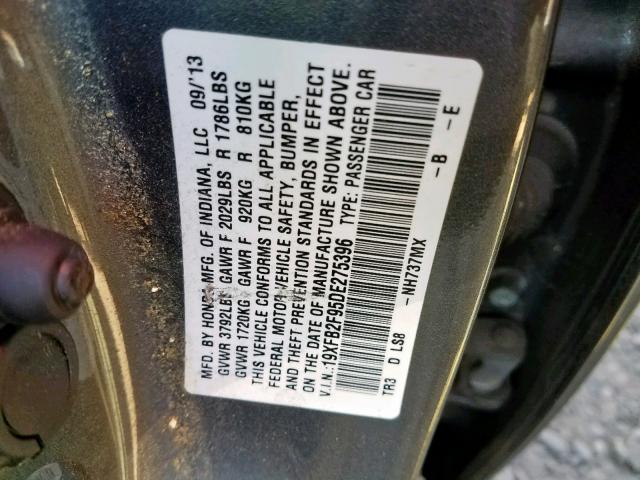 MFD. BY HONDA MFG. OF INDIANA, LLC 09/'13
GVWR 3792LBS GAWR F 2029LBS R 1786LBS
GVWR 1720KG GAWR F 920KG R 810KG
THIS VEHICLE CONFORMS TO ALL APPLICABLE
FEDERAL MOTOR VEHICLE SAFETY, BUMPER,
AND THEFT PREVENTION STANDARDS IN EFFECT
ON THE DATE OF MANUFACTURE SHOWN ABOVE.
V.I.N.: 19XFB2F99DE275396 TYPE: PASSENGER CAR
TR3 D LS8 - NH737MX - B - E